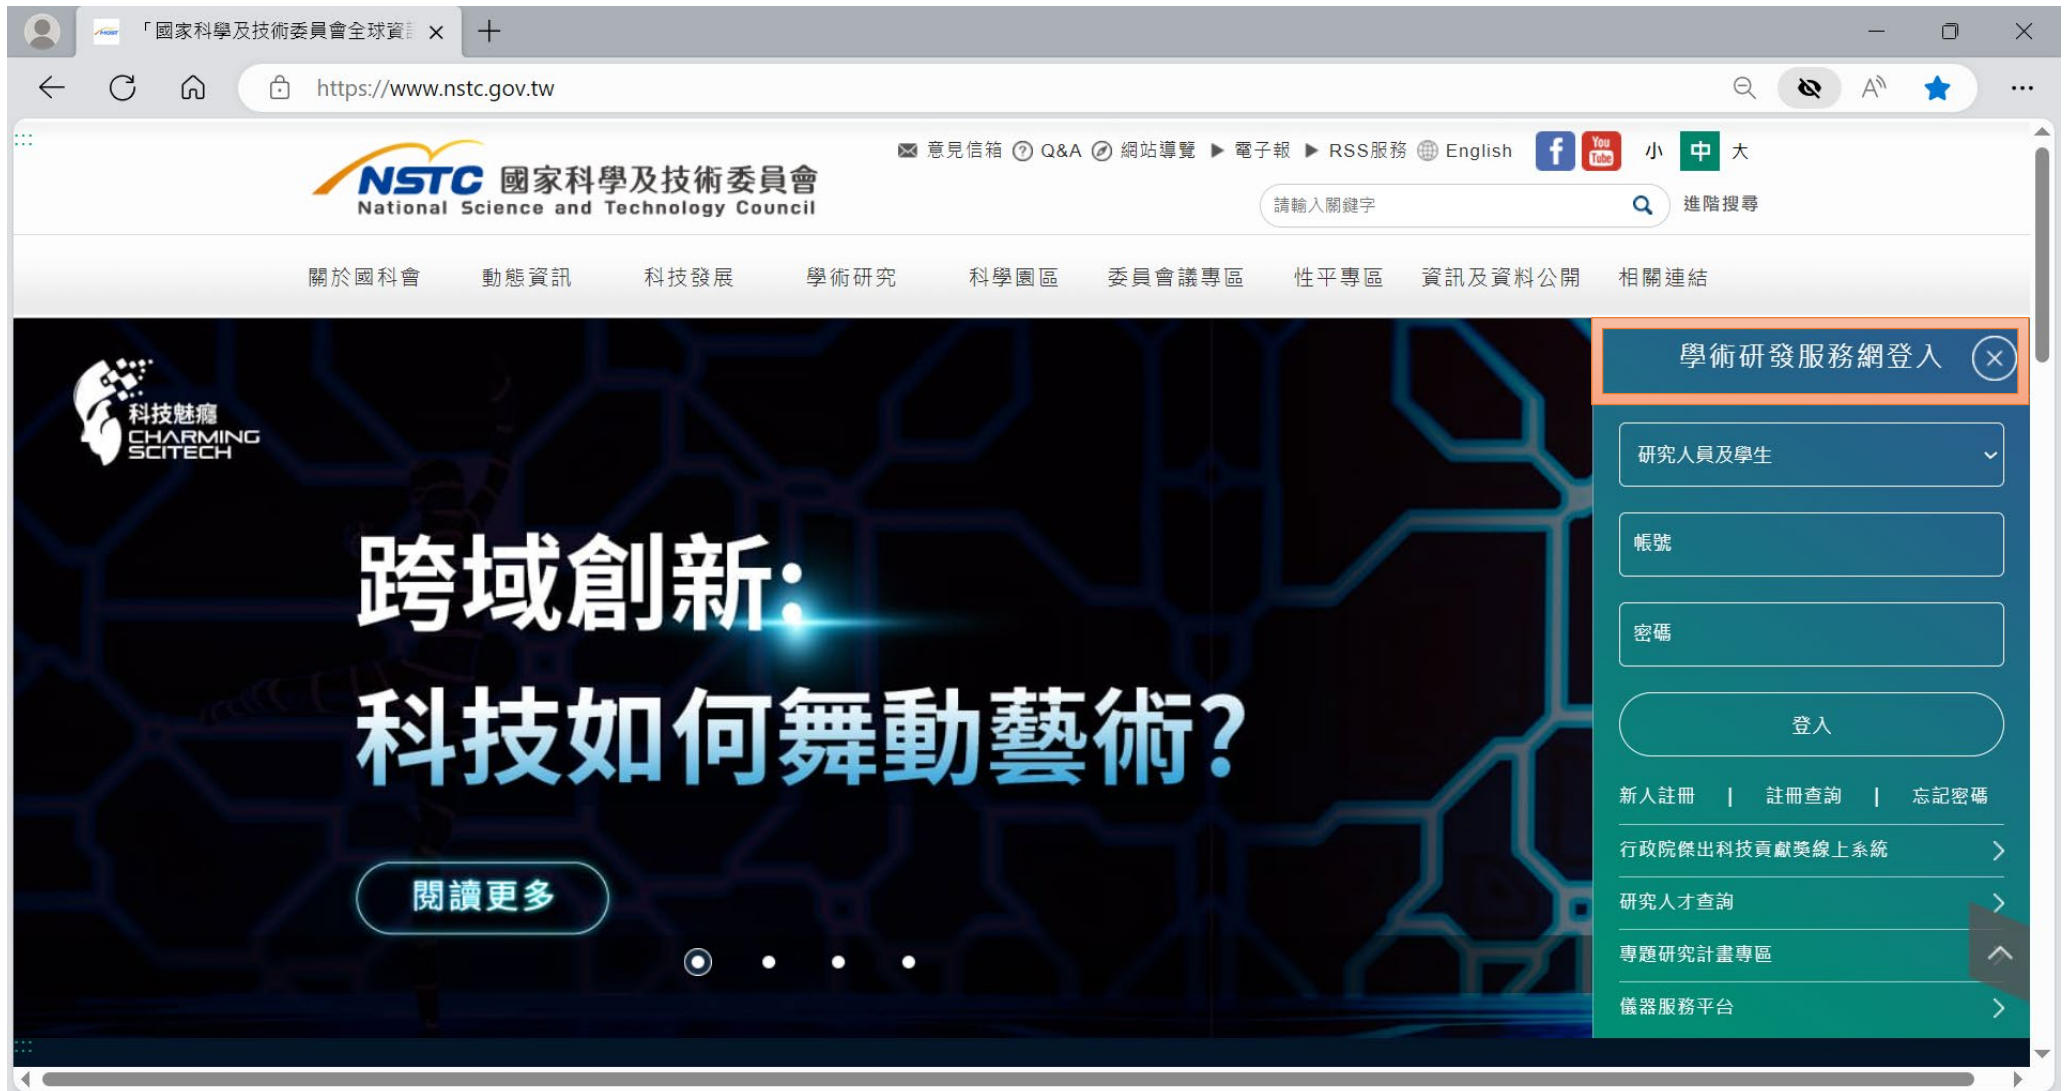 「國家科學及技術委員會全球資
https://www.nstc.gov.tw
意見信箱 Q&A 網站導覽 電子報 RSS服務 English f You Tube 小 中 大
NSTC 國家科學及技術委員會
National Science and Technology Council
請輸入關鍵字 進階搜尋
關於國科會 動態資訊 科技發展 學術研究 科學園區 委員會議專區 性平專區 資訊及資料公開 相關連結
科技魅癮
CHARMING
SCITECH
跨域創新:
科技如何舞動藝術?
閱讀更多
學術研發服務網登入
研究人員及學生
帳號
密碼
登入
新人註冊 | 註冊查詢 | 忘記密碼
行政院傑出科技貢獻獎線上系統
研究人才查詢
專題研究計畫專區
儀器服務平台